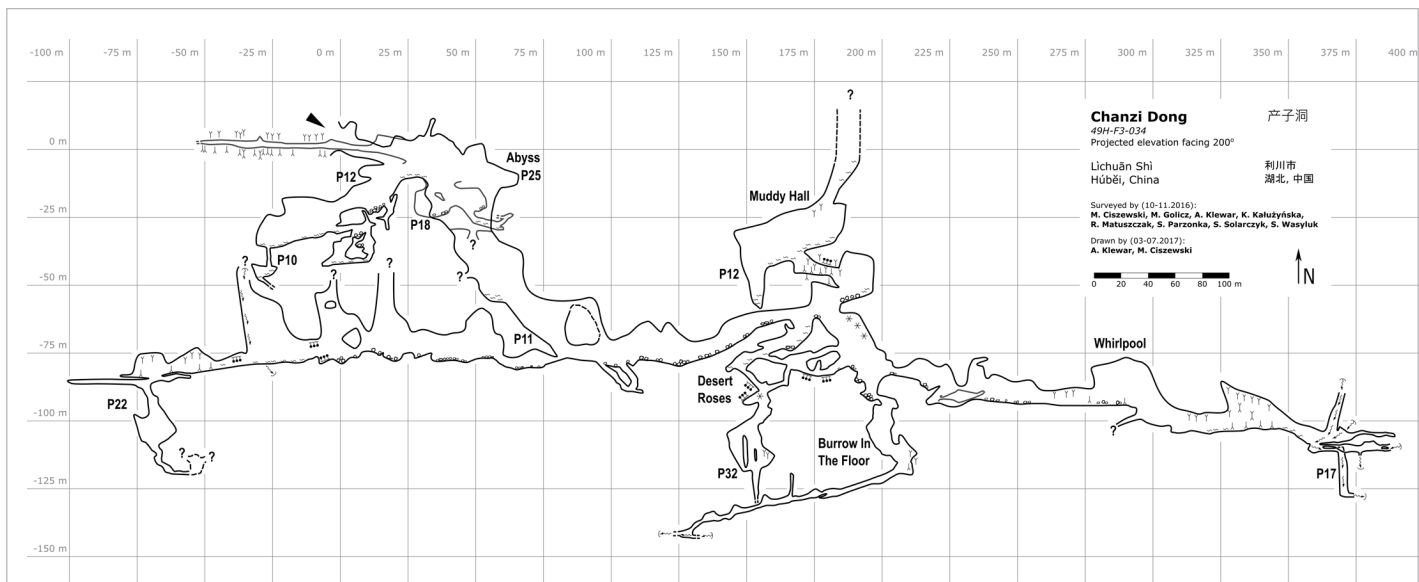 -100 m -75 m -50 m -25 m 0 m 25 m 50 m 75 m 100 m 125 m 150 m 175 m 200 m 250 m 275 m 300 m 325 m 350 m 375 m 400 m
?
Chanzi Dong 产子洞
49H-F3-034
Projected elevation facing 200°
0 m
Abyss
P25
P12
Lìchuān Shì 利川市
Húběi, China 湖北, 中国
Muddy Hall
-25 m
P18
Surveyed by (10-11.2016):
M. Ciszewski, M. Golicz, A. Klewar, K. Kałużyńska,
R. Matuszczak, S. Parzonka, S. Solarczyk, S. Wasyluk
Drawn by (03-07.2017):
A. Klewar, M. Ciszewski
?
? P10 ?
? ?
P12
-50 m
N
0 20 40 60 80 100 m
P11
Whirlpool
-75 m
Desert
Roses
P22
-100 m
?
Burrow In
The Floor
? ?
P32
P17
-125 m
-150 m